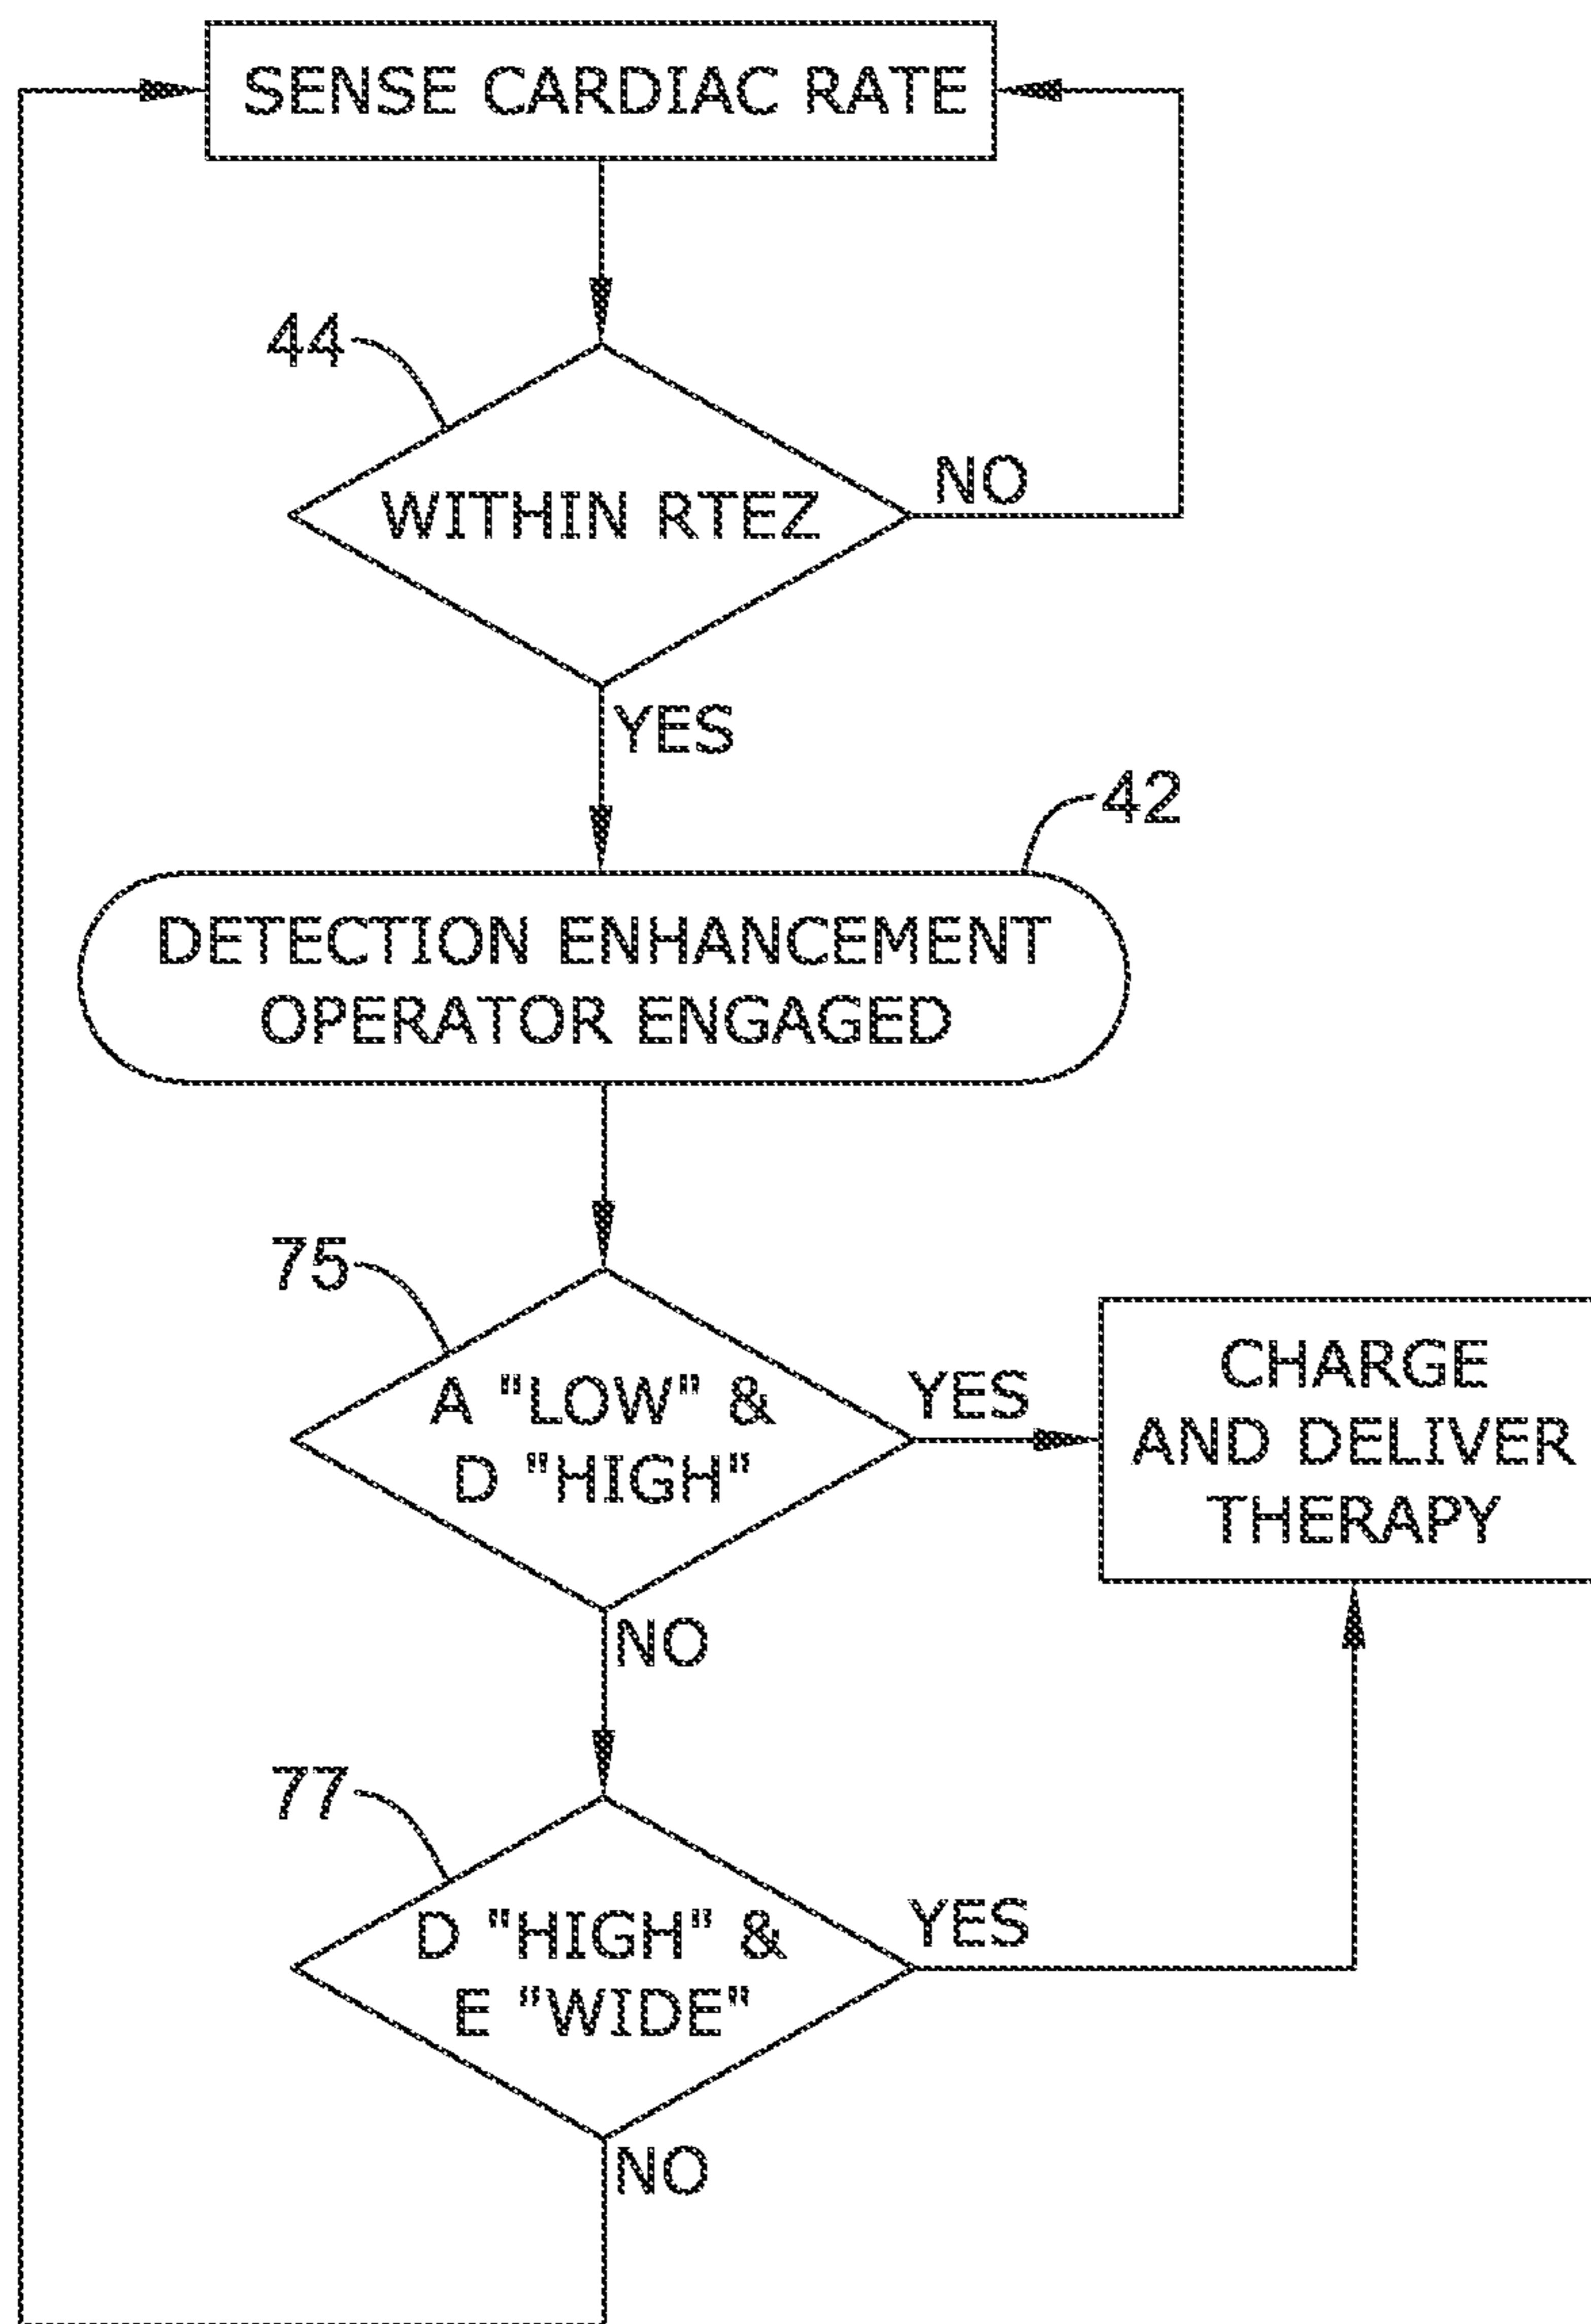 SENSE CARDIAC RATE
44
WITHIN RTEZ
NO
YES
42
DETECTION ENHANCEMENT
OPERATOR ENGAGED
75
A "LOW" &
D "HIGH"
YES
CHARGE
AND DELIVER
THERAPY
NO
77
D "HIGH" &
E "WIDE"
YES
NO